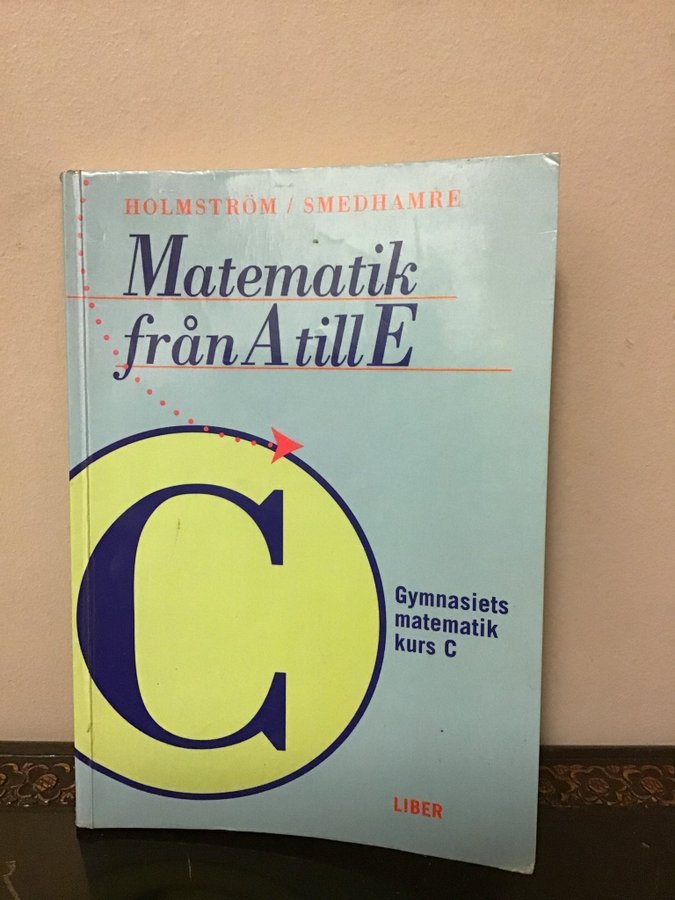 HOLMSTRÖM / SMEDHAMRE
Matematik
från A till E
C
Gymnasiets
matematik
kurs C
LIBER